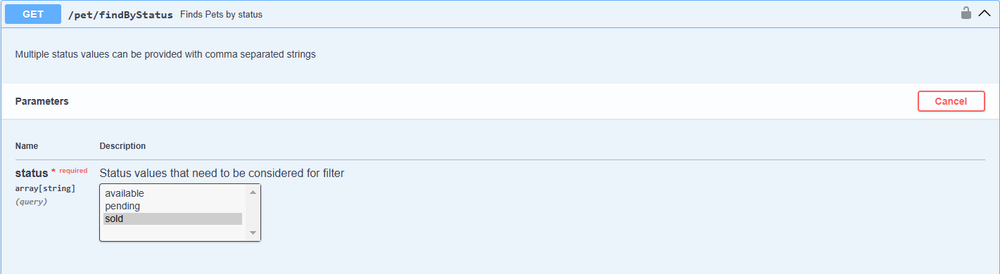 GET /pet/findByStatus Finds Pets by status
Multiple status values can be provided with comma separated strings
Parameters Cancel
Name Description
status * required Status values that need to be considered for filter
array[string]
(query)
available
pending
sold